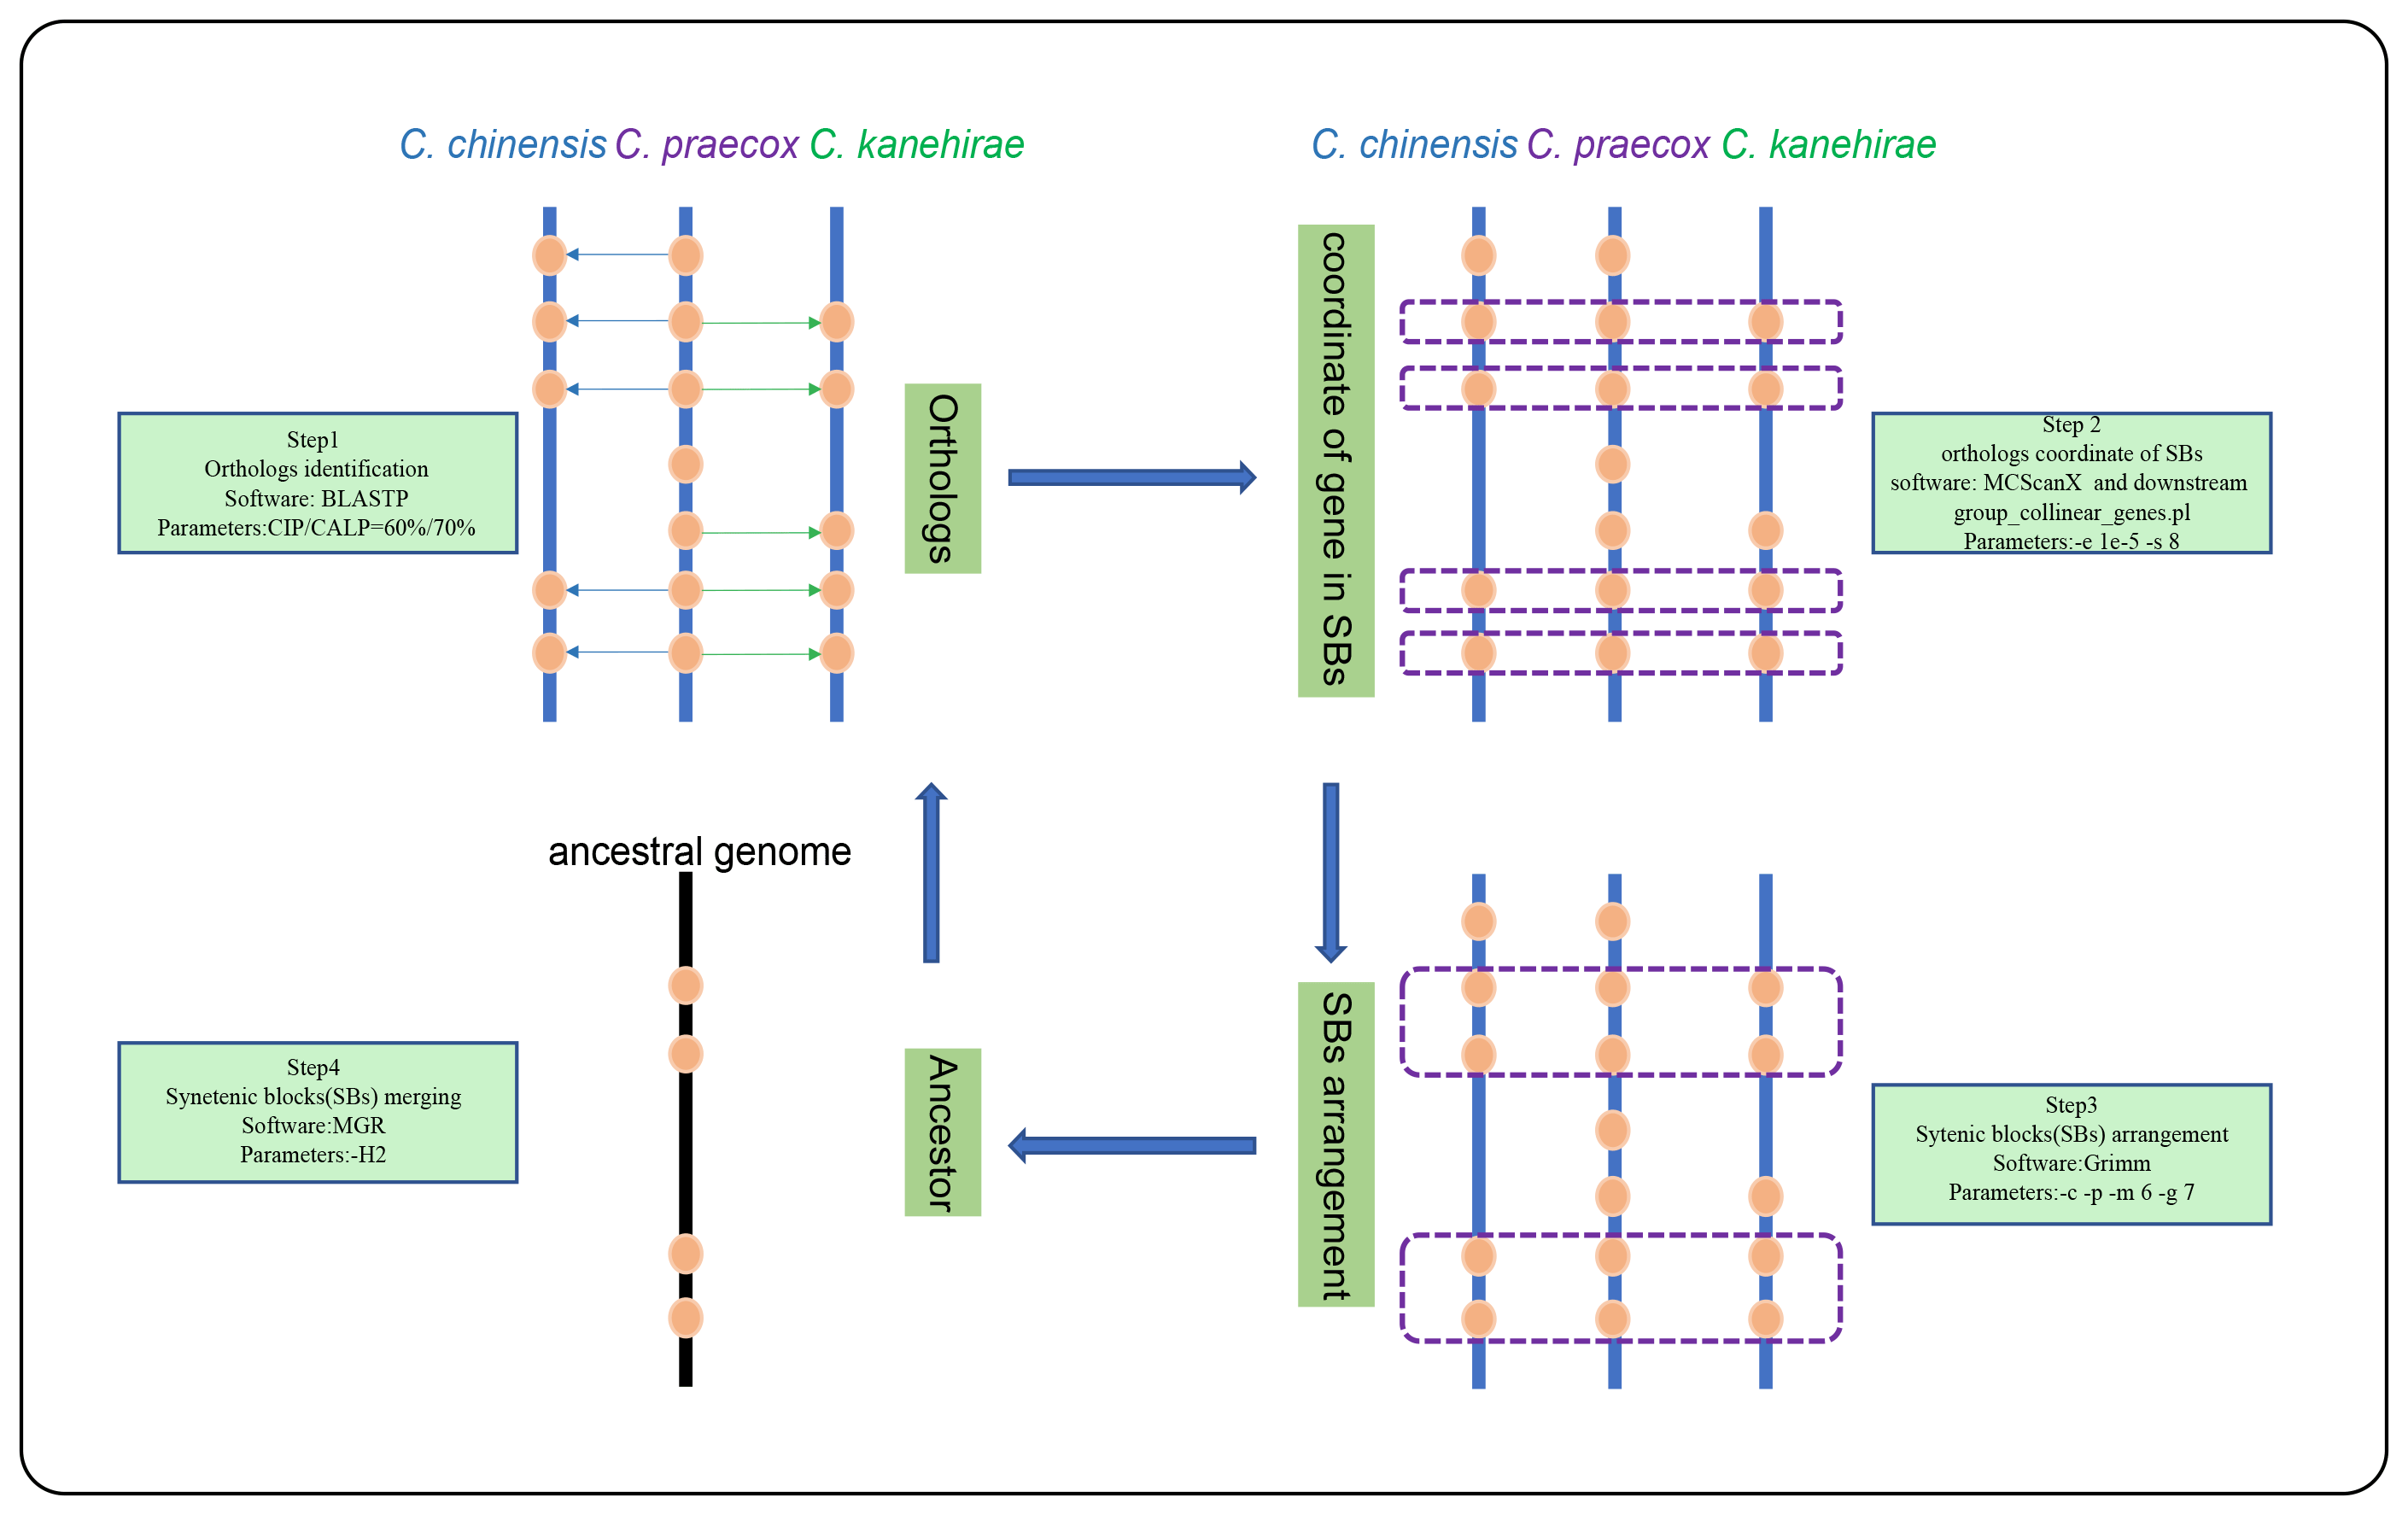 C. chinensis C. praecox C. kanehirae
Step1
Orthologs identification
Software: BLASTP
Parameters:CIP/CALP=60%/70%
Orthologs
C. chinensis C. praecox C. kanehirae
coordinate of gene in SBs
Step 2
orthologs coordinate of SBs
software: MCScanX and downstream
group_collinear_genes.pl
Parameters:-e 1e-5 -s 8
SBs arrangement
Step3
Sytenic blocks(SBs) arrangement
Software:Grimm
Parameters:-c -p -m 6 -g 7
ancestral genome
Ancestor
Step4
Synetenic blocks(SBs) merging
Software:MGR
Parameters:-H2